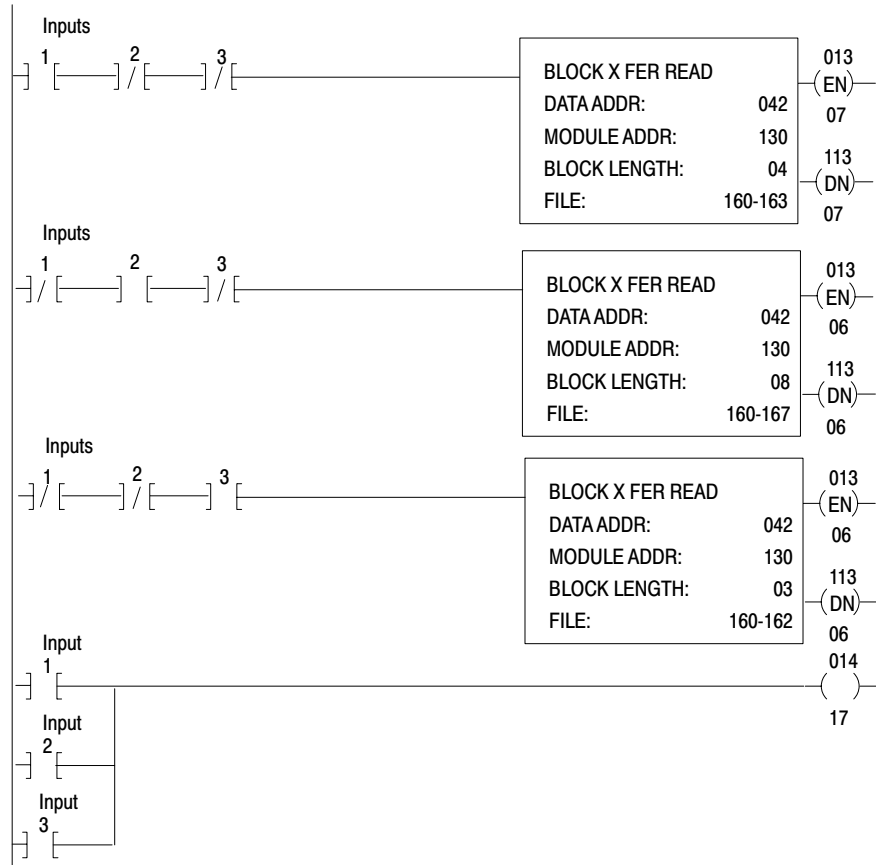 Inputs
1 2 3
BLOCK X FER READ
DATA ADDR: 042
MODULE ADDR: 130
BLOCK LENGTH: 04
FILE: 160-163
013
EN
07
113
DN
07
Inputs
1 2 3
BLOCK X FER READ
DATA ADDR: 042
MODULE ADDR: 130
BLOCK LENGTH: 08
FILE: 160-167
013
EN
06
113
DN
06
Inputs
1 2 3
BLOCK X FER READ
DATA ADDR: 042
MODULE ADDR: 130
BLOCK LENGTH: 03
FILE: 160-162
013
EN
06
113
DN
06
Input
1
014
17
Input
2
Input
3